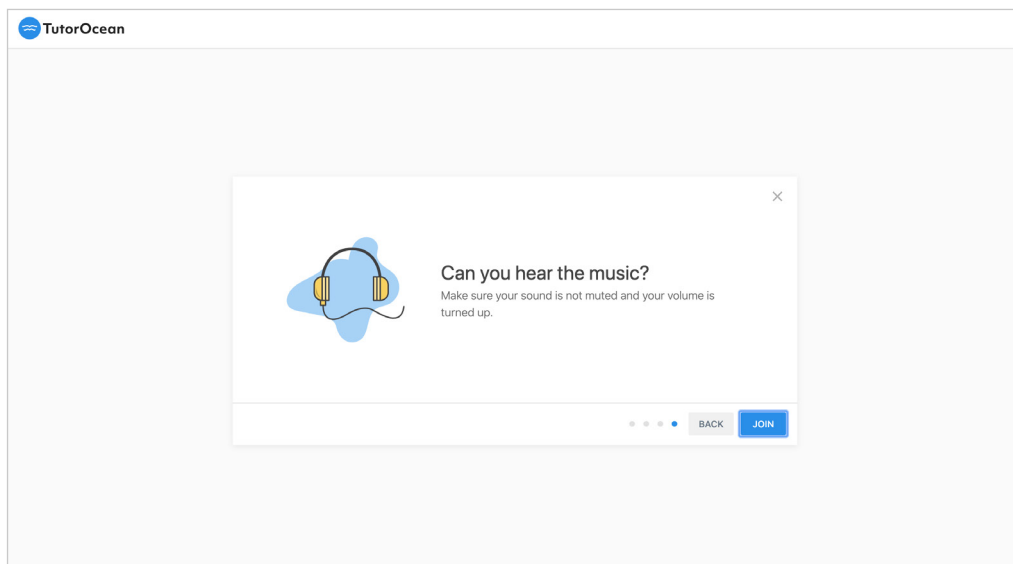 TutorOcean
Can you hear the music?
Make sure your sound is not muted and your volume is
turned up.
BACK
JOIN